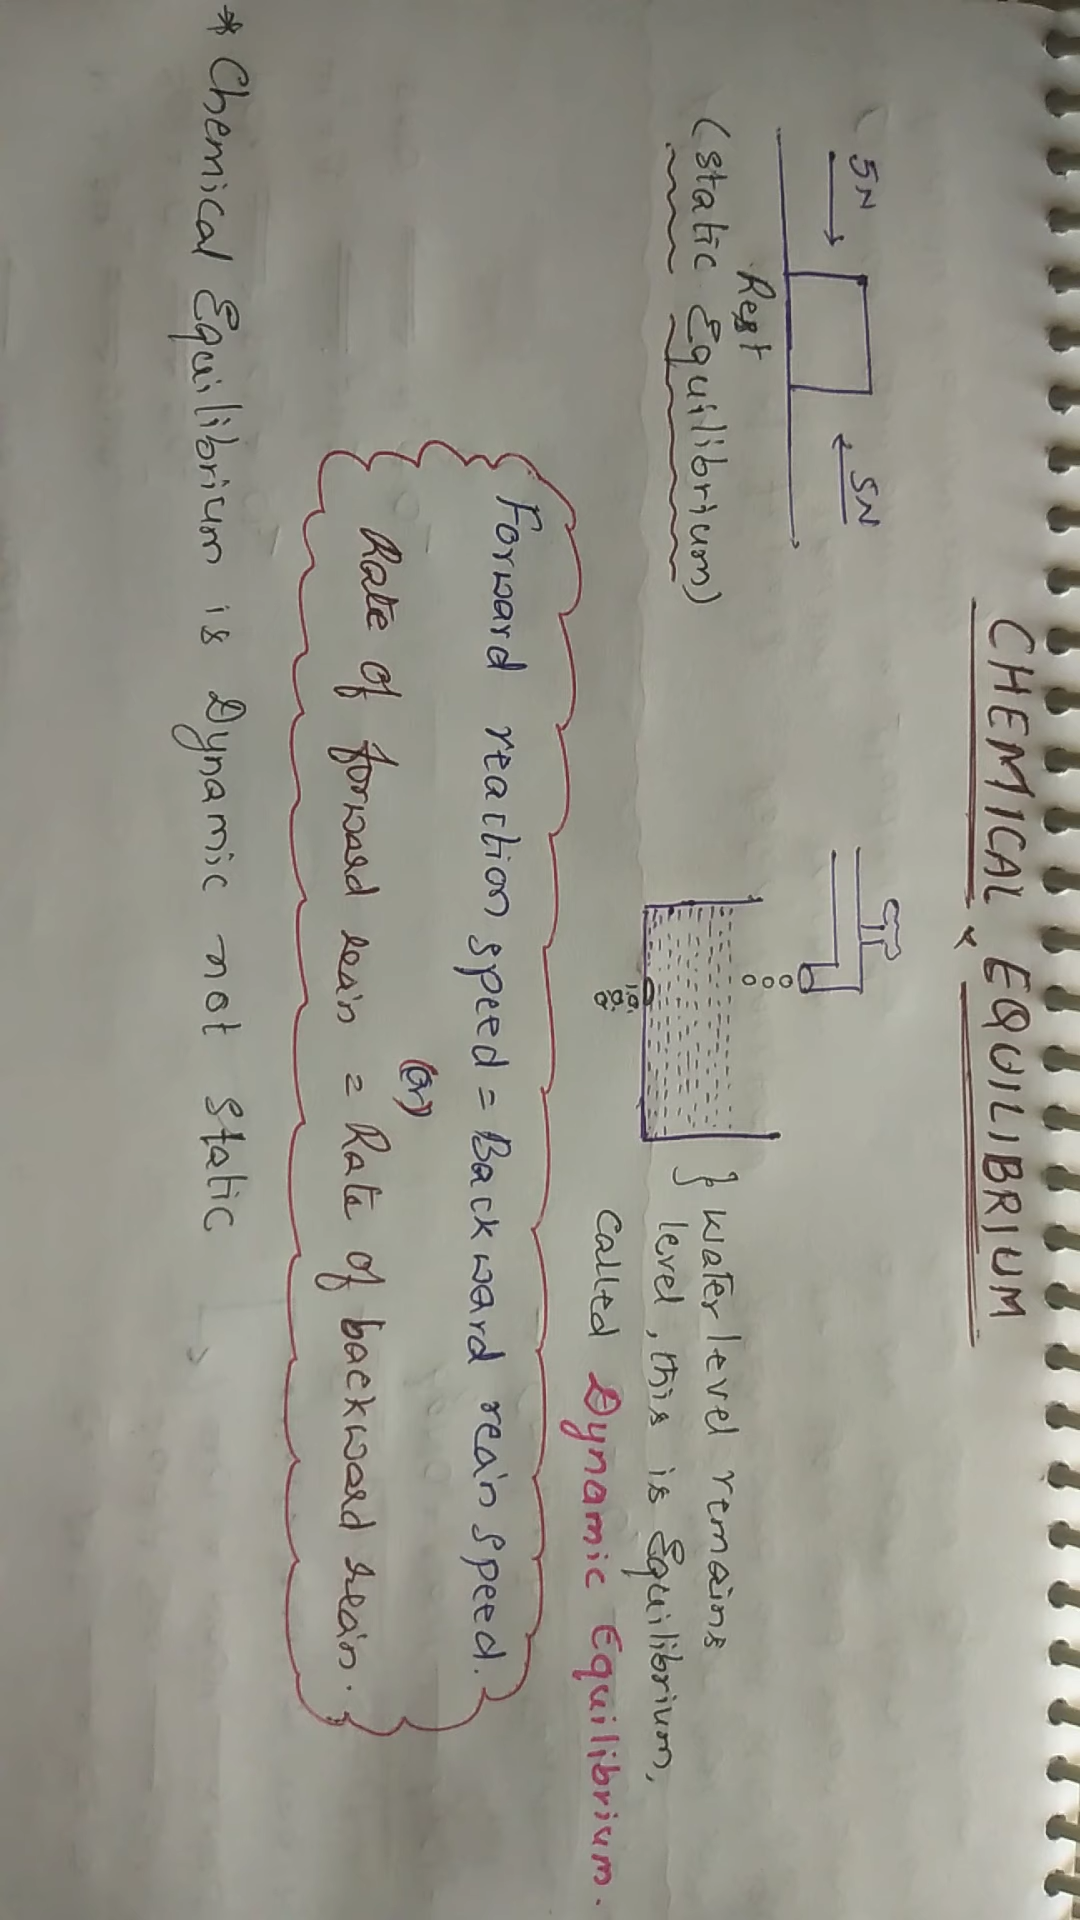 CHEMICAL EQUILIBRIUM
5N
5N
Rest
(static Equilibrium)
} water level remains
level, this is Equilibrium,
called Dynamic Equilibrium.
Forward reaction speed = Backward rea'n speed.
(or)
Rate of forward rea'n = Rate of backward rea'n.
* Chemical Equilibrium is Dynamic not static